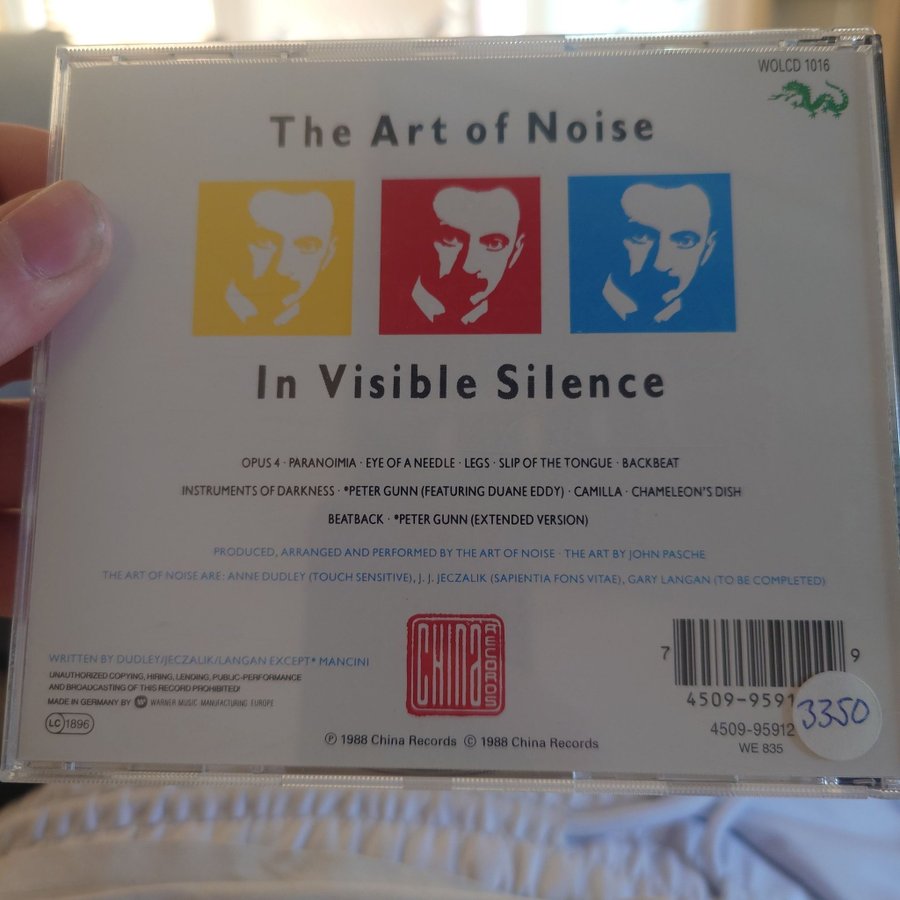 WOLCD 1016
The Art of Noise
In Visible Silence
OPUS 4 · PARANOIMIA · EYE OF A NEEDLE · LEGS · SLIP OF THE TONGUE · BACKBEAT
INSTRUMENTS OF DARKNESS · *PETER GUNN (FEATURING DUANE EDDY) · CAMILLA · CHAMELEON'S DISH
BEATBACK · *PETER GUNN (EXTENDED VERSION)
PRODUCED, ARRANGED AND PERFORMED BY THE ART OF NOISE · THE ART BY JOHN PASCHE
THE ART OF NOISE ARE: ANNE DUDLEY (TOUCH SENSITIVE), J. J. JECZALIK (SAPIENTIA FONS VITAE), GARY LANGAN (TO BE COMPLETED)
WRITTEN BY DUDLEY/JECZALIK/LANGAN EXCEPT* MANCINI
UNAUTHORIZED COPYING, HIRING, LENDING, PUBLIC-PERFORMANCE
AND BROADCASTING OF THIS RECORD PROHIBITED!
MADE IN GERMANY BY WARNER MUSIC MANUFACTURING EUROPE
LC 1896
CHINA RECORDS
℗ 1988 China Records © 1988 China Records
7 9
4509-9591
3350
4509-95912
WE 835